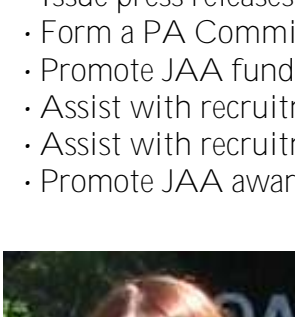 Issue press releases
· Form a PA Commi
· Promote JAA fund
· Assist with recruitr
· Assist with recruitr
· Promote JAA awar